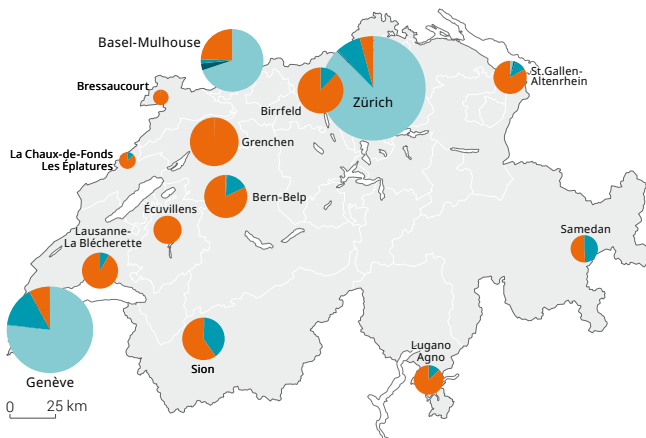 Basel-Mulhouse
Bressaucourt
St.Gallen-
Altenrhein
Zürich
Birrfeld
Grenchen
La Chaux-de-Fonds
Les Éplatures
Bern-Belp
Écuvillens
Lausanne-
La Blécherette
Samedan
Genève
Sion
Lugano
Agno
0 25 km